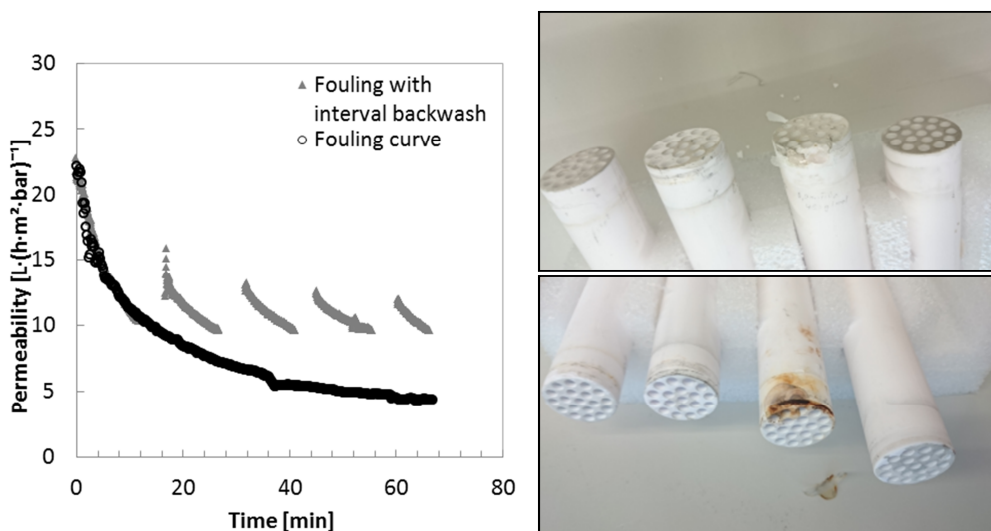 30
25
20
15
10
5
0
0
20
40
60
80
Permeability [L·(h·m²·bar)⁻¹]
Time [min]
Fouling with
interval backwash
Fouling curve